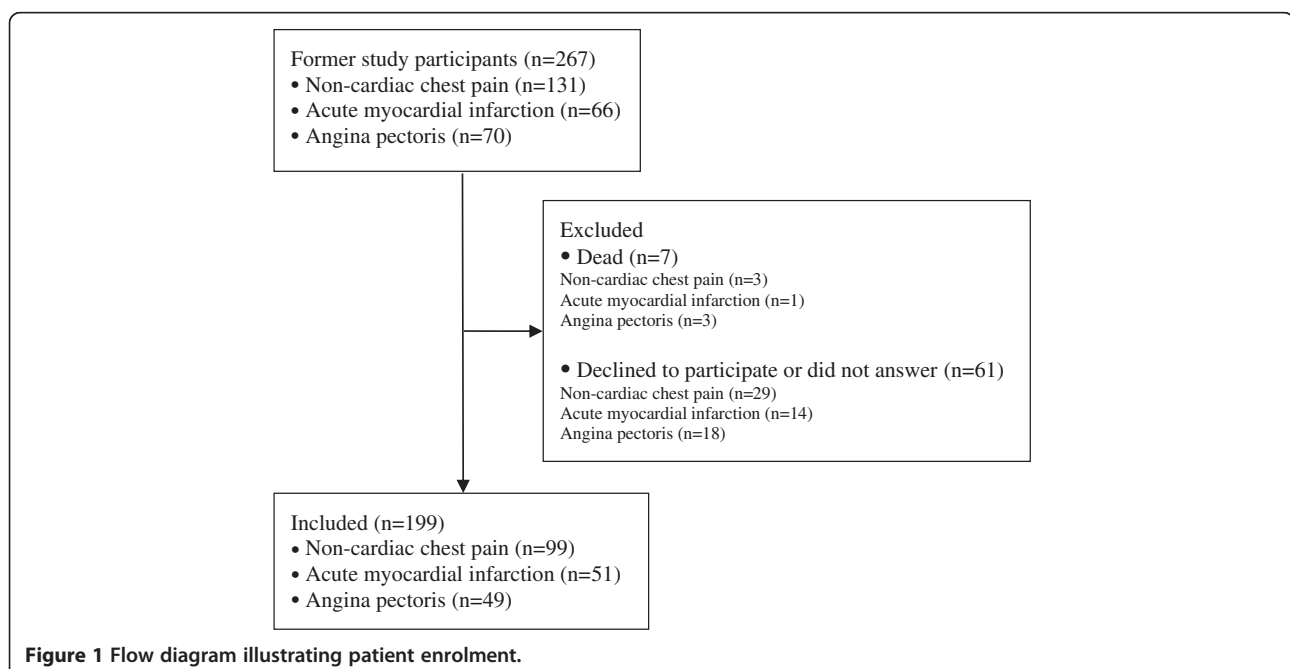 Former study participants (n=267)
• Non-cardiac chest pain (n=131)
• Acute myocardial infarction (n=66)
• Angina pectoris (n=70)
Excluded
• Dead (n=7)
Non-cardiac chest pain (n=3)
Acute myocardial infarction (n=1)
Angina pectoris (n=3)
• Declined to participate or did not answer (n=61)
Non-cardiac chest pain (n=29)
Acute myocardial infarction (n=14)
Angina pectoris (n=18)
Included (n=199)
• Non-cardiac chest pain (n=99)
• Acute myocardial infarction (n=51)
• Angina pectoris (n=49)
Figure 1 Flow diagram illustrating patient enrolment.